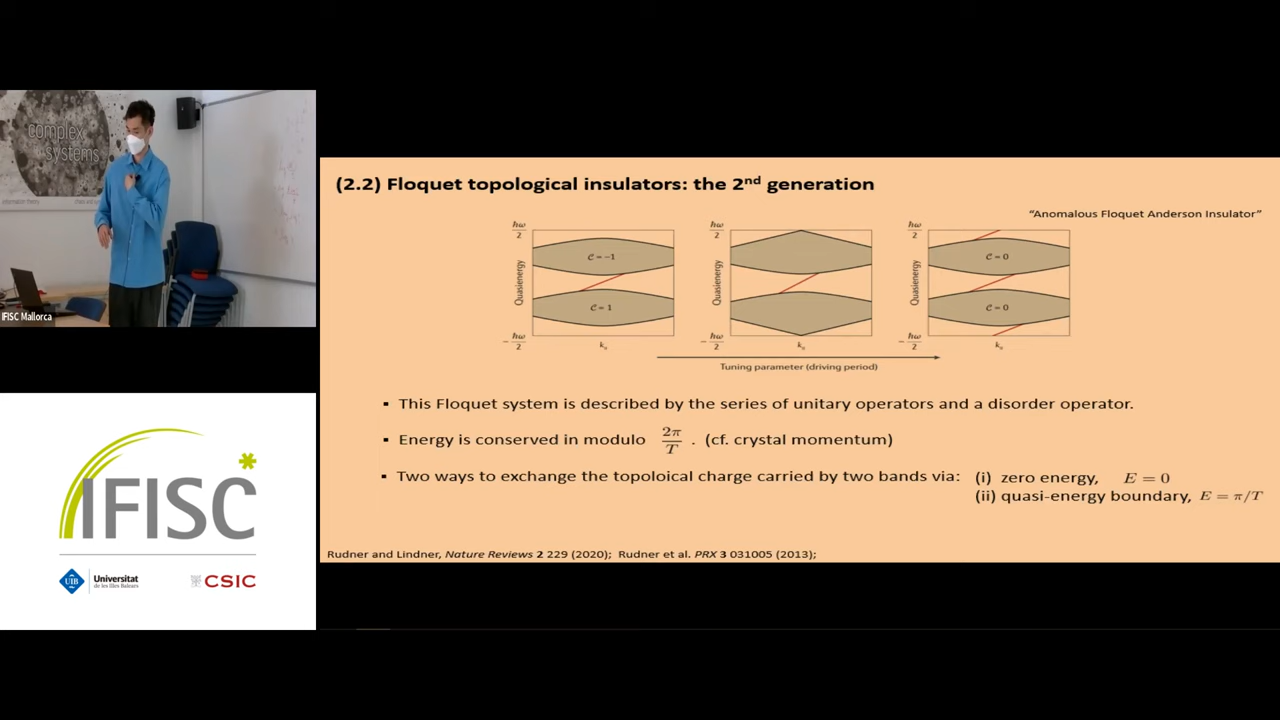 complex
systems
IFISC Mallorca
(2.2) Floquet topological insulators: the 2nd generation
“Anomalous Floquet Anderson Insulator”
ħω
2
Quasienergy
C = −1
C = 1
− ħω
2
kx
ħω
2
Quasienergy
− ħω
2
kx
ħω
2
Quasienergy
C = 0
C = 0
− ħω
2
kx
Tuning parameter (driving period)
▪ This Floquet system is described by the series of unitary operators and a disorder operator.
▪ Energy is conserved in modulo 2π/T . (cf. crystal momentum)
▪ Two ways to exchange the topoloical charge carried by two bands via: (i) zero energy, E = 0
(ii) quasi-energy boundary, E = π/T
Rudner and Lindner, Nature Reviews 2 229 (2020); Rudner et al. PRX 3 031005 (2013);
IFISC
UIB
Universitat
de les Illes Balears
CSIC